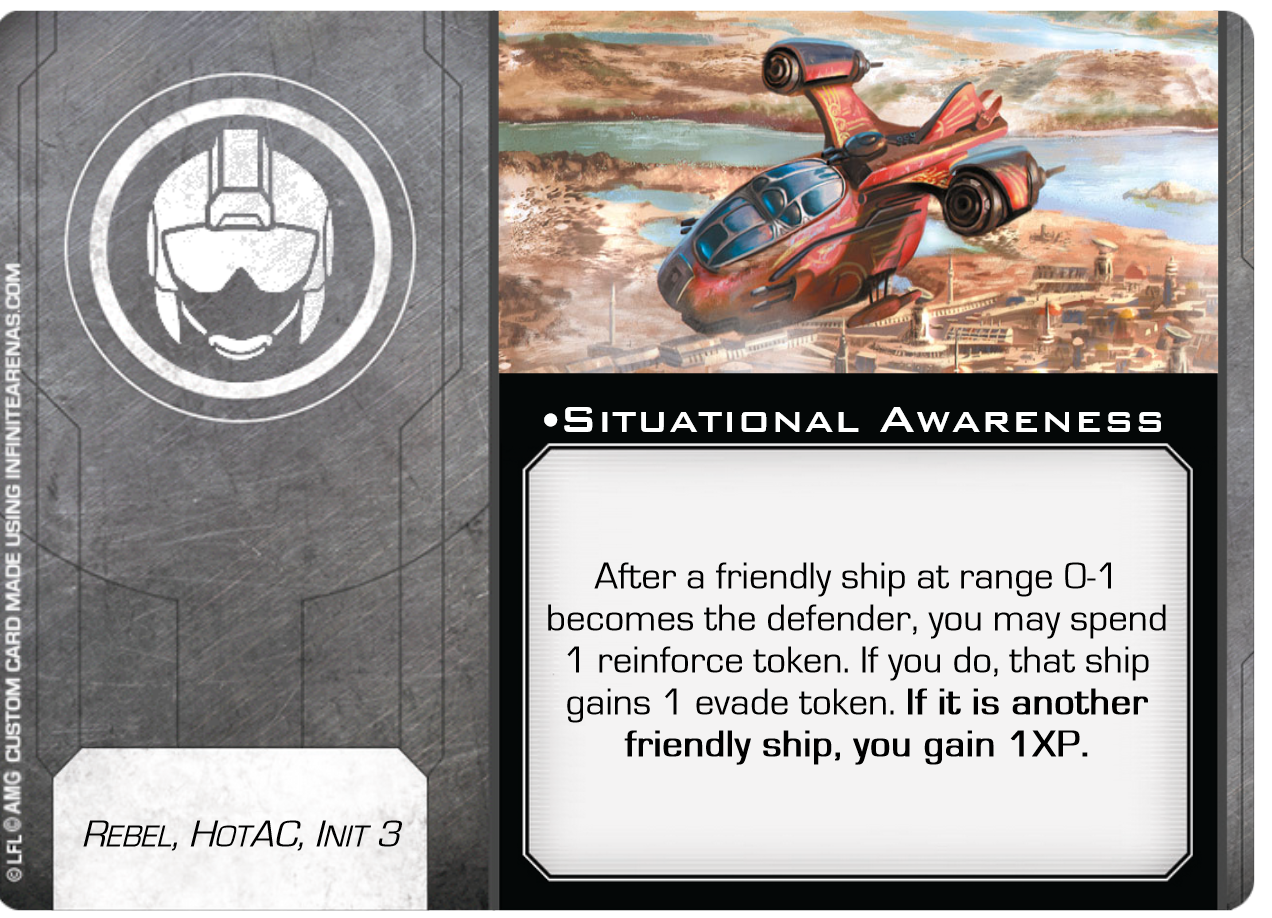 ©LFL ©AMG CUSTOM CARD MADE USING INFINITEARENAS.COM
•Situational Awareness
After a friendly ship at range 0-1
becomes the defender, you may spend
1 reinforce token. If you do, that ship
gains 1 evade token. If it is another
friendly ship, you gain 1XP.
Rebel, HotAC, Init 3